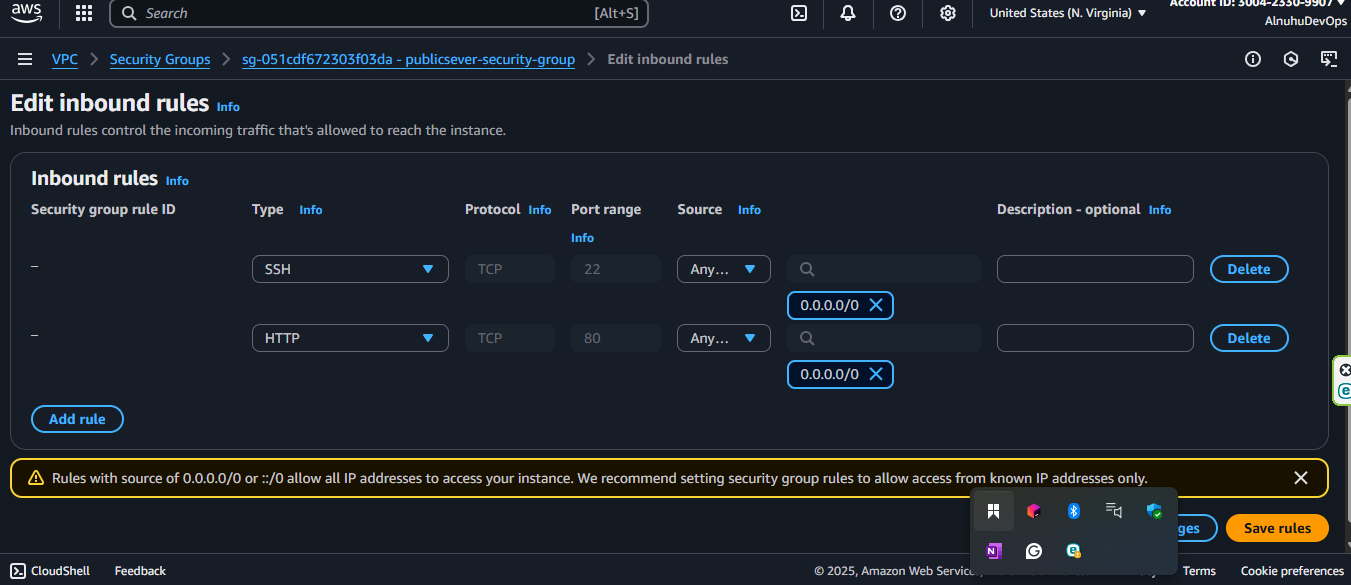 aws
Search [Alt+S] United States (N. Virginia)
Account ID: 3004-2330-9907
AlnuhuDevOps
VPC Security Groups sg-051cdf672303f03da - publicsever-security-group Edit inbound rules
Edit inbound rules Info
Inbound rules control the incoming traffic that's allowed to reach the instance.
Inbound rules Info
Security group rule ID Type Info Protocol Info Port range Source Info Description - optional Info
Info
– SSH TCP 22 Any... Delete
0.0.0.0/0
– HTTP TCP 80 Any... Delete
0.0.0.0/0
Add rule
Rules with source of 0.0.0.0/0 or ::/0 allow all IP addresses to access your instance. We recommend setting security group rules to allow access from known IP addresses only.
Save rules
CloudShell Feedback © 2025, Amazon Web Servic Terms Cookie preferences